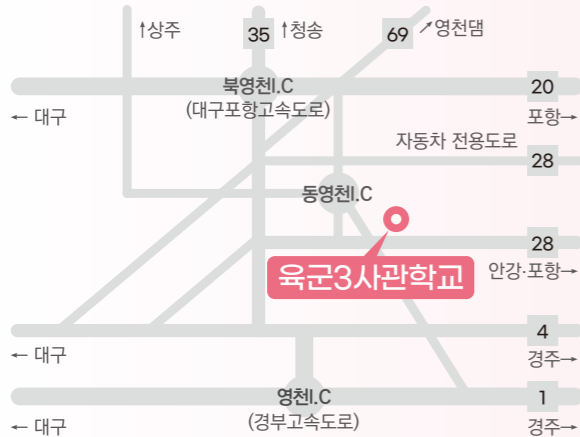 ↑상주
35 ↑청송
69 ↗영천댐
북영천I.C
(대구포항고속도로)
20
← 대구
포항→
자동차 전용도로
28
동영천I.C
28
육군3사관학교
안강·포항→
4
← 대구
경주→
영천I.C
(경부고속도로)
1
← 대구
경주→